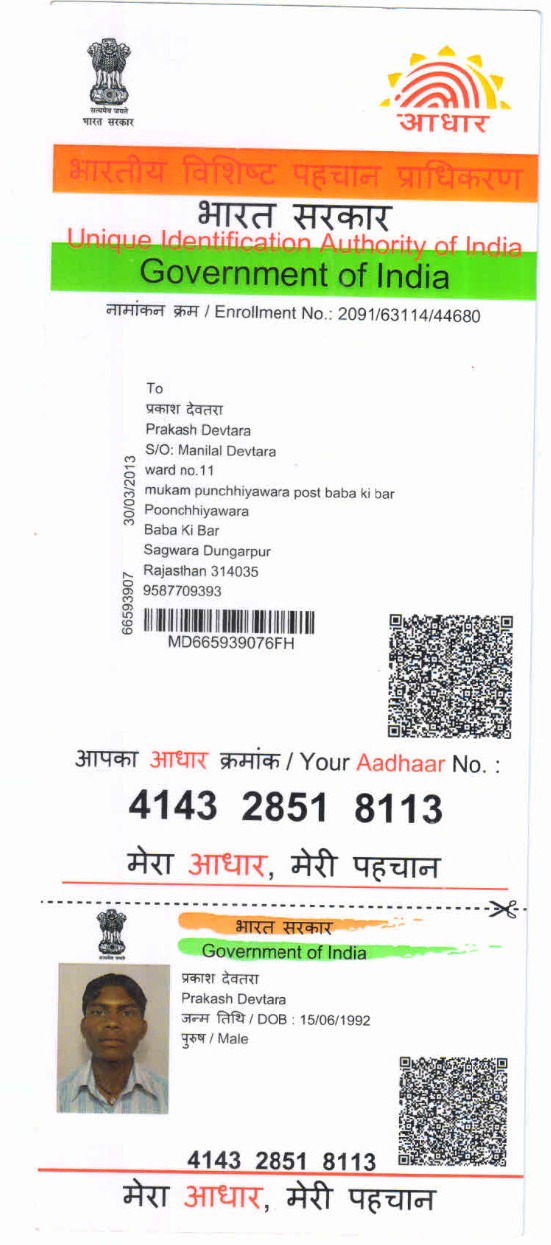 सत्यमेव जयते
भारत सरकार
आधार
भारतीय विशिष्ट पहचान प्राधिकरण
भारत सरकार
Unique Identification Authority of India
Government of India
नामांकन क्रम / Enrollment No.: 2091/63114/44680
To
प्रकाश देवतरा
Prakash Devtara
S/O: Manilal Devtara
ward no.11
mukam punchhiyawara post baba ki bar
Poonchhiyawara
Baba Ki Bar
Sagwara Dungarpur
Rajasthan 314035
9587709393
30/03/2013
66593907
MD665939076FH
आपका आधार क्रमांक / Your Aadhaar No. :
4143 2851 8113
मेरा आधार, मेरी पहचान
सत्यमेव जयते
भारत सरकार
Government of India
प्रकाश देवतरा
Prakash Devtara
जन्म तिथि / DOB : 15/06/1992
पुरुष / Male
4143 2851 8113
मेरा आधार, मेरी पहचान